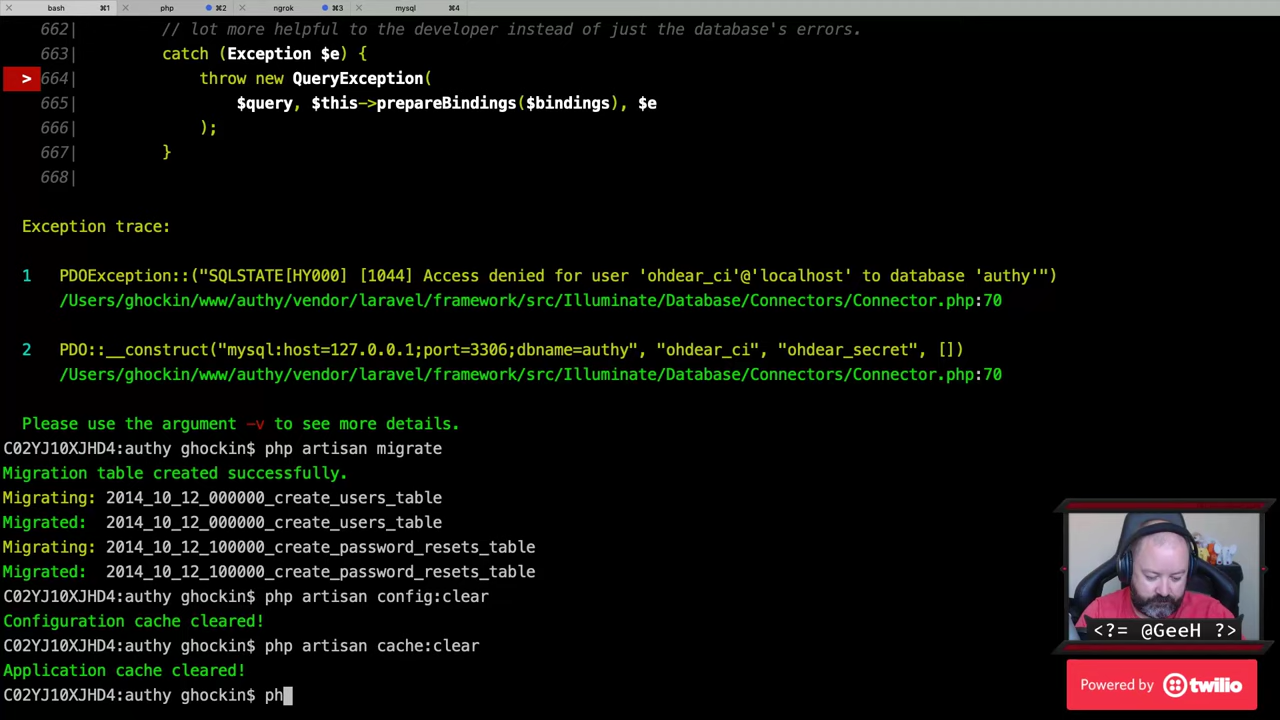 bash ⌘1 php ⌘2 ngrok ⌘3 mysql ⌘4
662| // lot more helpful to the developer instead of just the database's errors.
663| catch (Exception $e) {
> 664| throw new QueryException(
665| $query, $this->prepareBindings($bindings), $e
666| );
667| }
668|
Exception trace:
1 PDOException::("SQLSTATE[HY000] [1044] Access denied for user 'ohdear_ci'@'localhost' to database 'authy'")
/Users/ghockin/www/authy/vendor/laravel/framework/src/Illuminate/Database/Connectors/Connector.php:70
2 PDO::__construct("mysql:host=127.0.0.1;port=3306;dbname=authy", "ohdear_ci", "ohdear_secret", [])
/Users/ghockin/www/authy/vendor/laravel/framework/src/Illuminate/Database/Connectors/Connector.php:70
Please use the argument -v to see more details.
C02YJ10XJHD4:authy ghockin$ php artisan migrate
Migration table created successfully.
Migrating: 2014_10_12_000000_create_users_table
Migrated: 2014_10_12_000000_create_users_table
Migrating: 2014_10_12_100000_create_password_resets_table
Migrated: 2014_10_12_100000_create_password_resets_table
C02YJ10XJHD4:authy ghockin$ php artisan config:clear
Configuration cache cleared!
C02YJ10XJHD4:authy ghockin$ php artisan cache:clear
Application cache cleared!
C02YJ10XJHD4:authy ghockin$ ph
<?= @GeeH ?>
Powered by twilio